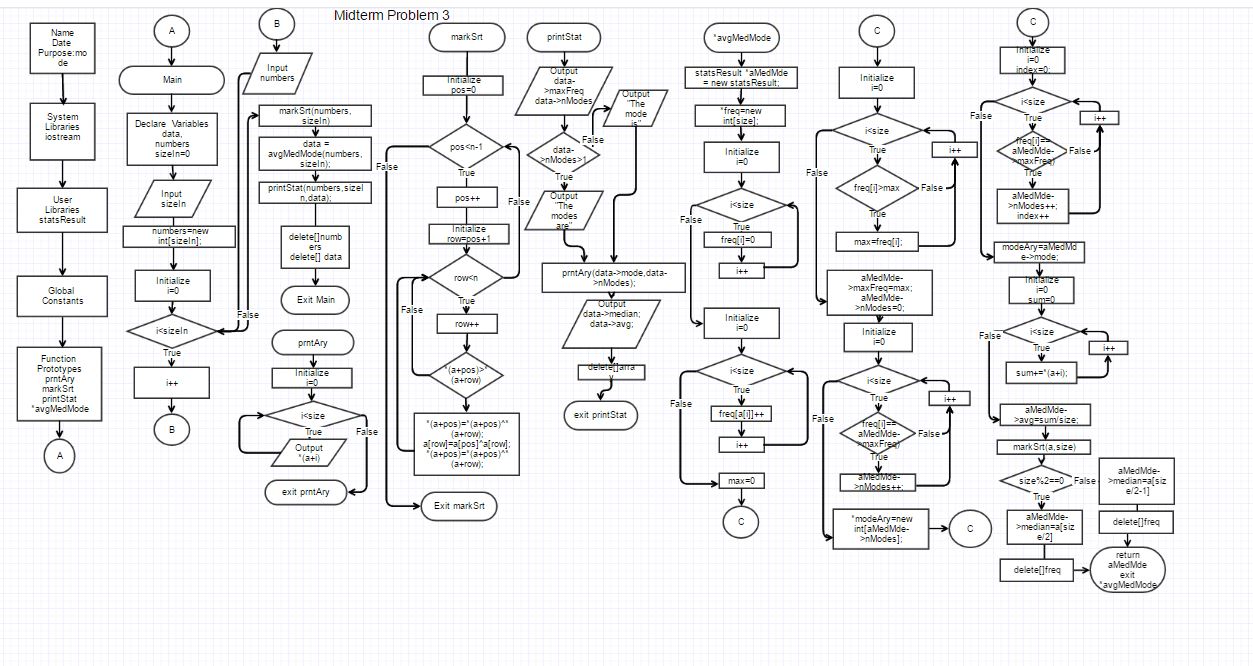 Midterm Problem 3
Name
Date
Purpose:mo
de
System
Libraries
iostream
User
Libraries
statsResult
Global
Constants
Function
Prototypes
prntAry
markSrt
printStat
*avgMedMode
A
A
Main
Declare Variables
data,
numbers
sizeIn=0
Input
sizeIn
numbers=new
int[sizeIn];
Initialize
i=0
i<sizeIn
False
True
i++
B
B
Input
numbers
markSrt(numbers,
sizeIn)
data =
avgMedMode(numbers,
sizeIn);
printStat(numbers,sizeI
n,data);
delete[]numb
ers
delete[] data
Exit Main
prntAry
Initialize
i=0
i<size
True
False
Output
*(a+i)
exit prntAry
markSrt
Initialize
pos=0
pos<n-1
False
True
pos++
False
Initialize
row=pos+1
row<n
True
False
row++
*(a+pos)>*
(a+row)
*(a+pos)=*(a+pos)^*
(a+row);
a[row]=a[pos]^a[row];
*(a+pos)=*(a+pos)^*
(a+row);
Exit markSrt
printStat
Output
data-
>maxFreq
data->nModes
Output
"The
mode
is"
data-
>nModes>1
False
True
Output
"The
modes
are"
prntAry(data->mode,data-
>nModes);
Output
data->median;
data->avg;
delete[]arra
y
exit printStat
*avgMedMode
statsResult *aMedMde
= new statsResult;
*freq=new
int[size];
Initialize
i=0
i<size
False
True
freq[i]=0
i++
Initialize
i=0
i<size
True
False
freq[a[i]]++
i++
max=0
C
C
Initialize
i=0
i<size
i++
True
False
freq[i]>max
False
True
max=freq[i];
aMedMde-
>maxFreq=max;
aMedMde-
>nModes=0;
Initialize
i=0
i<size
i++
True
False
freq[i]==
aMedMde-
>maxFreq)
False
True
aMedMde-
>nModes++;
*modeAry=new
int[aMedMde-
>nModes];
C
C
Initialize
i=0
index=0;
i<size
False
True
i++
freq[i]==
aMedMde-
>maxFreq)
False
True
aMedMde-
>nModes++;
index++
modeAry=aMedMd
e->mode;
Initialize
i=0
sum=0
i<size
False
True
i++
sum+=*(a+i);
aMedMde-
>avg=sum/size;
markSrt(a,size)
size%2==0
False
True
aMedMde-
>median=a[siz
e/2-1]
aMedMde-
>median=a[siz
e/2]
delete[]freq
delete[]freq
return
aMedMde
exit
*avgMedMode